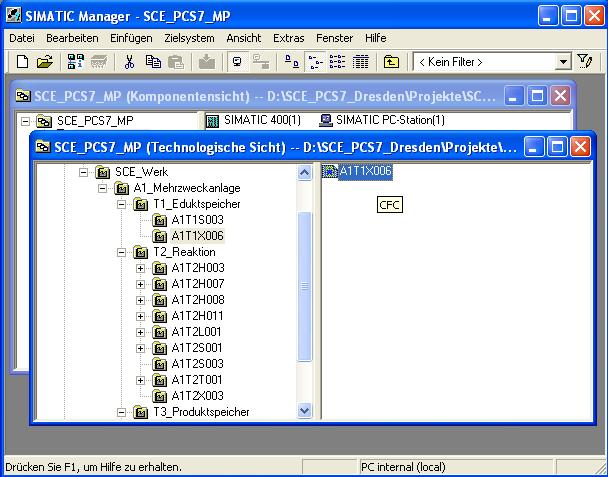 SIMATIC Manager - SCE_PCS7_MP
Datei Bearbeiten Einfügen Zielsystem Ansicht Extras Fenster Hilfe
< Kein Filter >
SCE_PCS7_MP (Komponentensicht) -- D:\SCE_PCS7_Dresden\Projekte\SC...
SCE_PCS7_MP SIMATIC 400(1) SIMATIC PC-Station(1)
SCE_PCS7_MP (Technologische Sicht) -- D:\SCE_PCS7_Dresden\Projekte\...
SCE_Werk A1T1X006
A1_Mehrzweckanlage
T1_Eduktspeicher
CFC
A1T1S003
A1T1X006
T2_Reaktion
A1T2H003
A1T2H007
A1T2H008
A1T2H011
A1T2L001
A1T2S001
A1T2S003
A1T2T001
A1T2X003
T3_Produktspeicher
Drücken Sie F1, um Hilfe zu erhalten. PC internal (local)